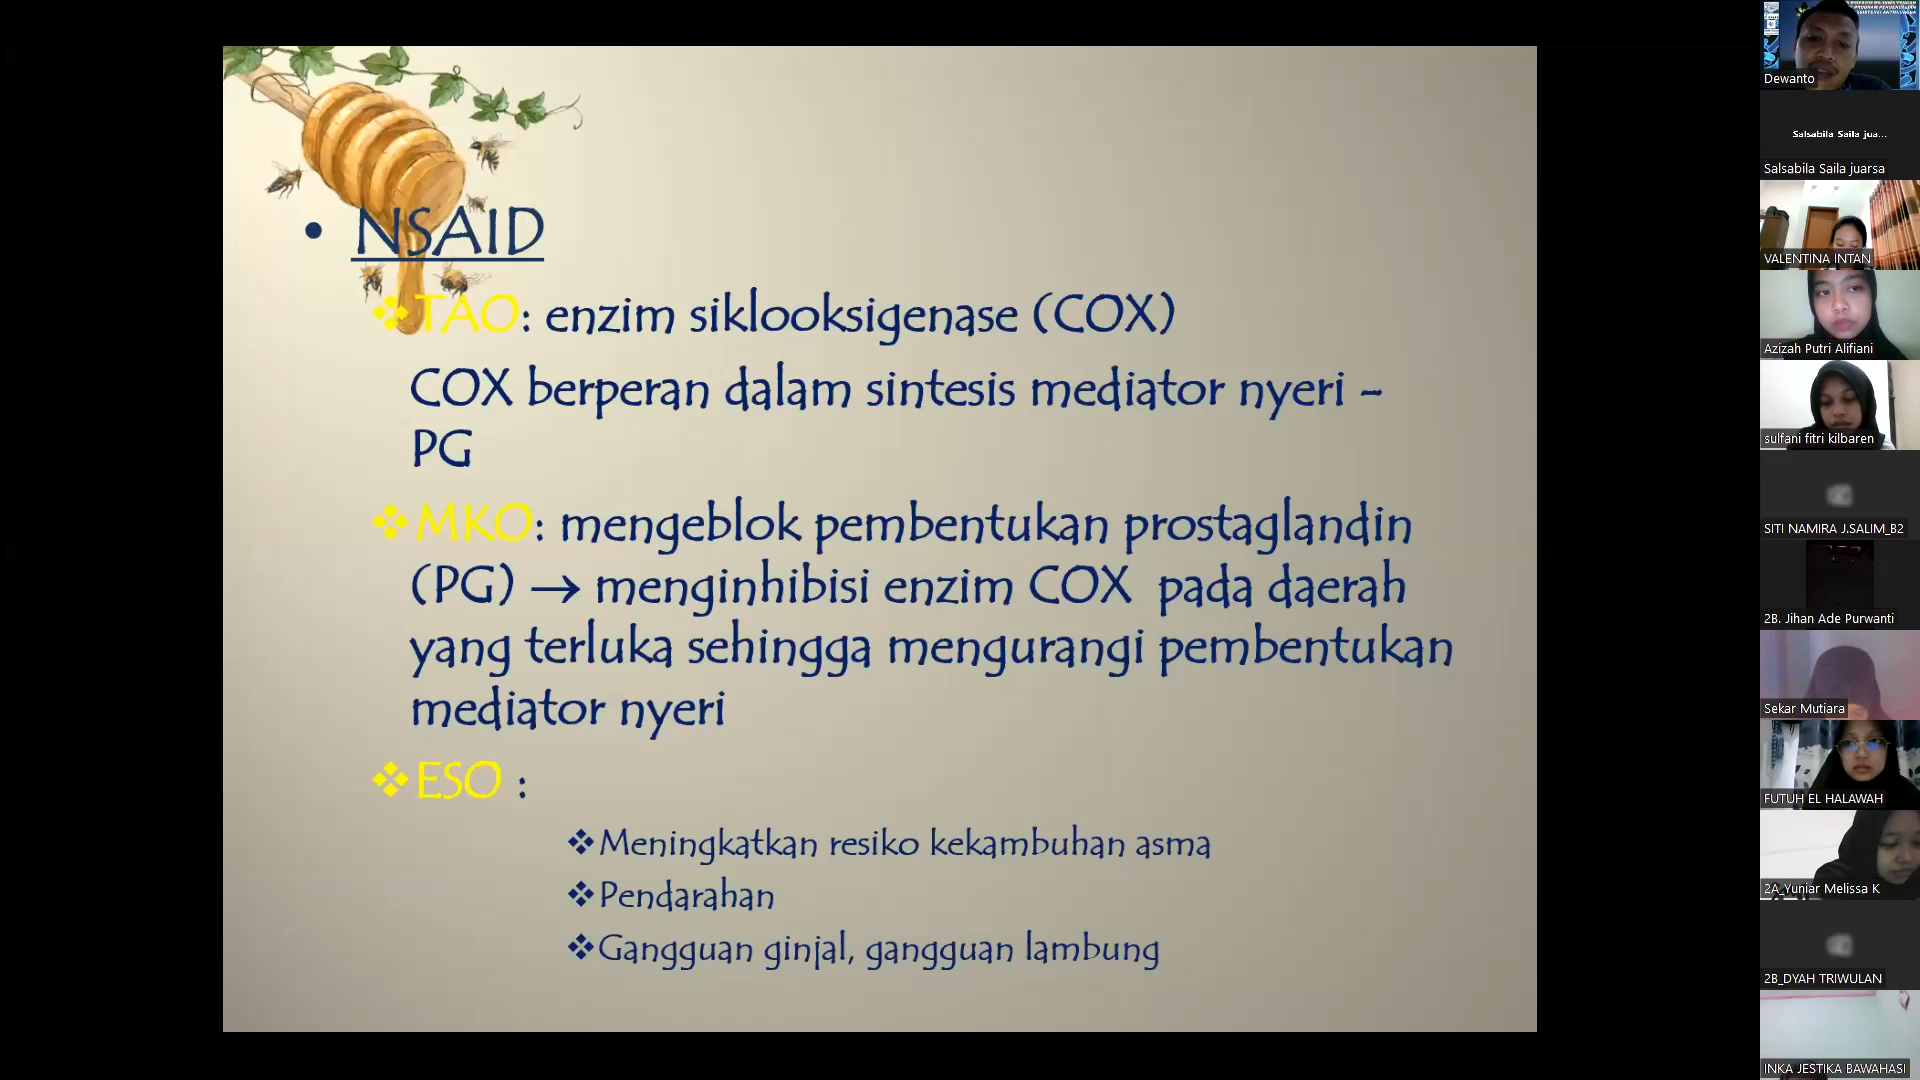 • NSAID
❖TAO: enzim siklooksigenase (COX)
COX berperan dalam sintesis mediator nyeri –
PG
❖MKO: mengeblok pembentukan prostaglandin
(PG) → menginhibisi enzim COX pada daerah
yang terluka sehingga mengurangi pembentukan
mediator nyeri
❖ESO :
❖Meningkatkan resiko kekambuhan asma
❖Pendarahan
❖Gangguan ginjal, gangguan lambung
Dewanto
Salsabila Saila jua...
Salsabila Saila juarsa
VALENTINA INTAN
Azizah Putri Alifiani
sulfani fitri kilbaren
SITI NAMIRA J.SALIM_B2
2B. Jihan Ade Purwanti
Sekar Mutiara
FUTUH EL HALAWAH
2A_Yuniar Melissa K
2B_DYAH TRIWULAN
INKA JESTIKA BAWAHASI